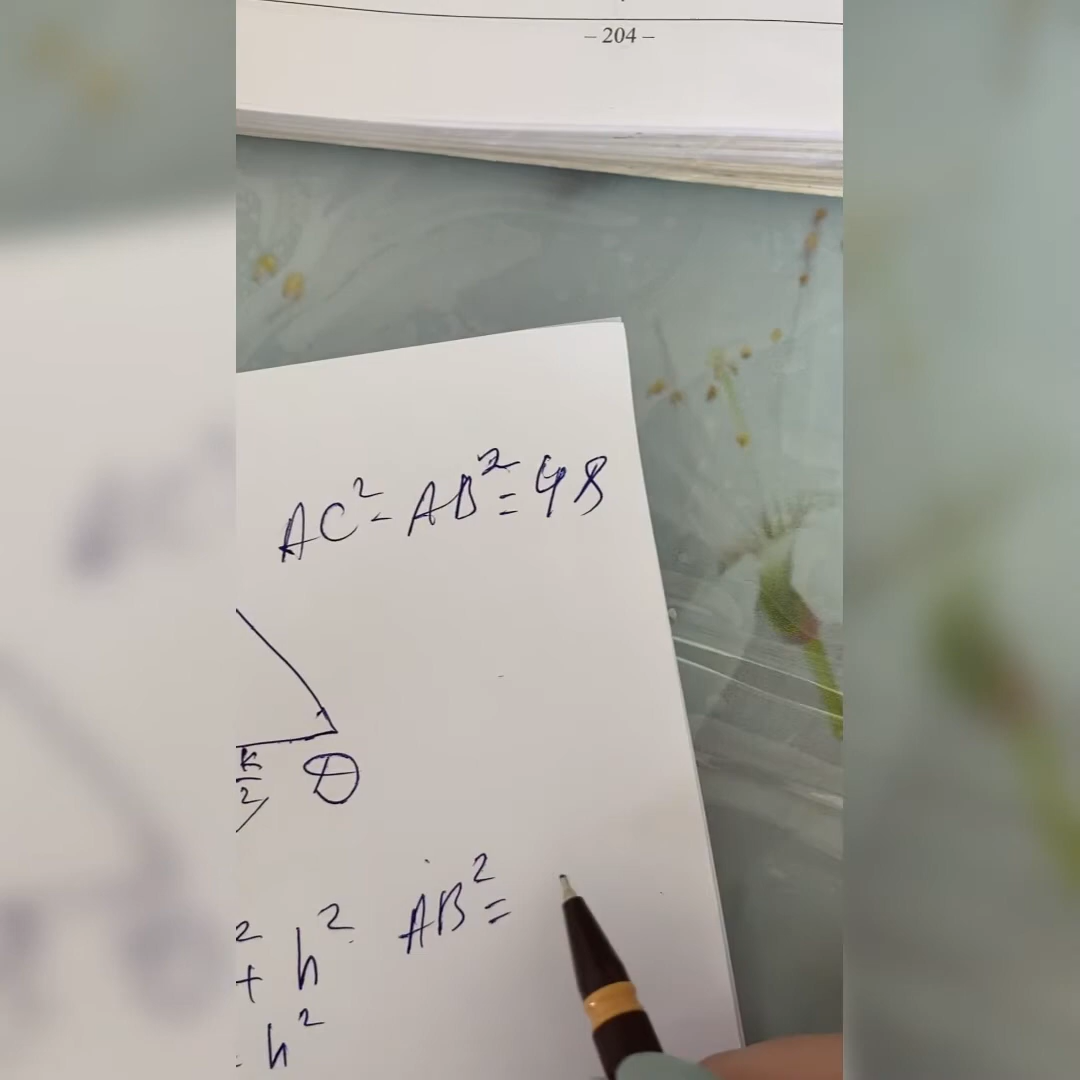 – 204 –
AC² - AB² = 48
K/2
² + h² AB² =
h²